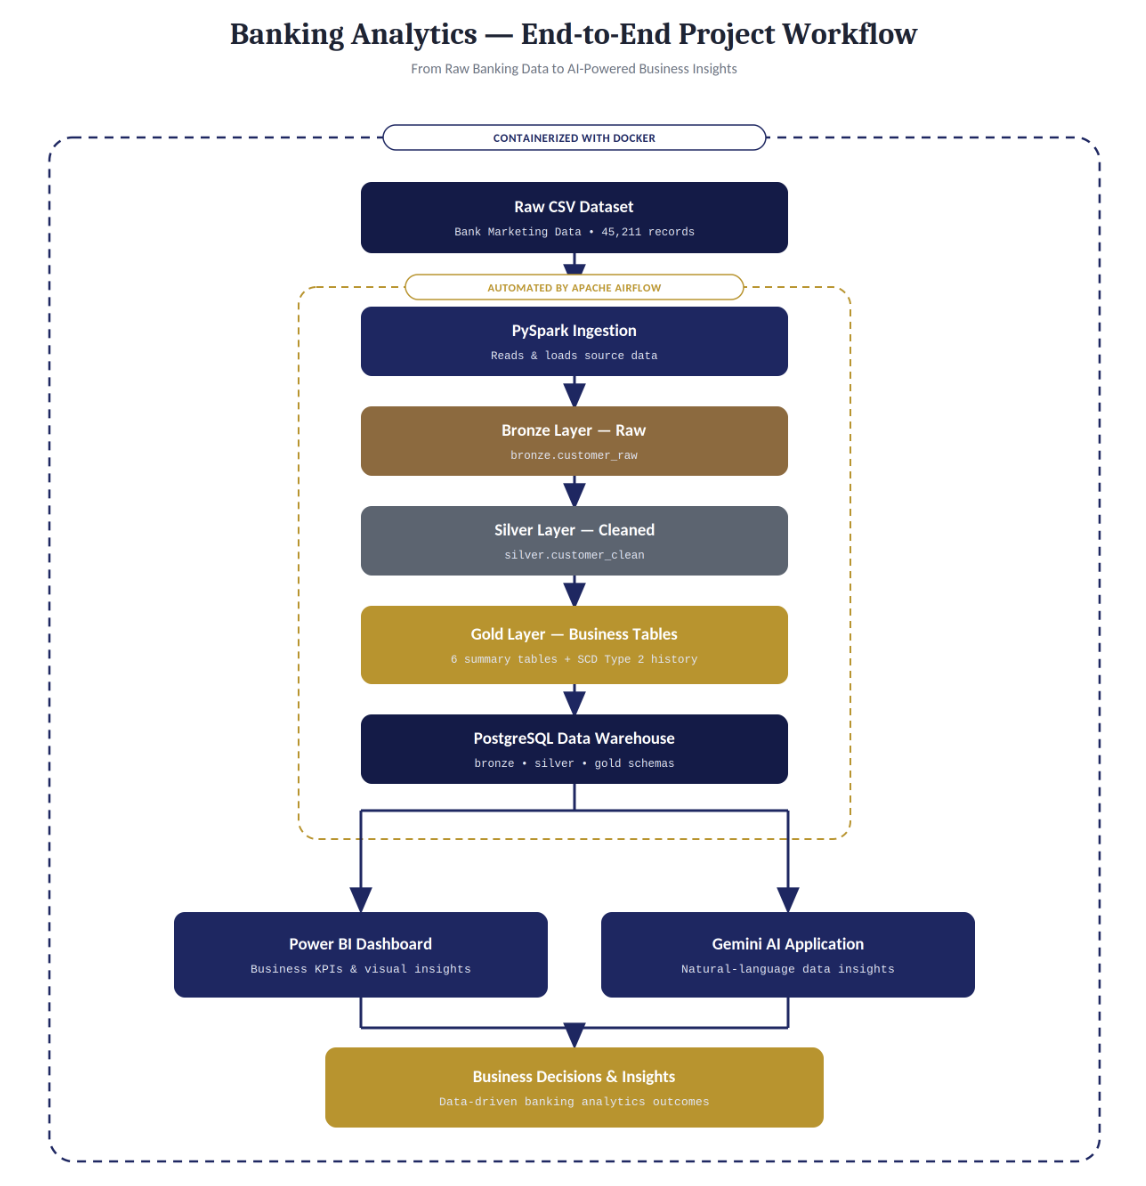 Banking Analytics — End-to-End Project Workflow
From Raw Banking Data to AI-Powered Business Insights
CONTAINERIZED WITH DOCKER
Raw CSV Dataset
Bank Marketing Data • 45,211 records
AUTOMATED BY APACHE AIRFLOW
PySpark Ingestion
Reads & loads source data
Bronze Layer — Raw
bronze.customer_raw
Silver Layer — Cleaned
silver.customer_clean
Gold Layer — Business Tables
6 summary tables + SCD Type 2 history
PostgreSQL Data Warehouse
bronze • silver • gold schemas
Power BI Dashboard
Business KPIs & visual insights
Gemini AI Application
Natural-language data insights
Business Decisions & Insights
Data-driven banking analytics outcomes